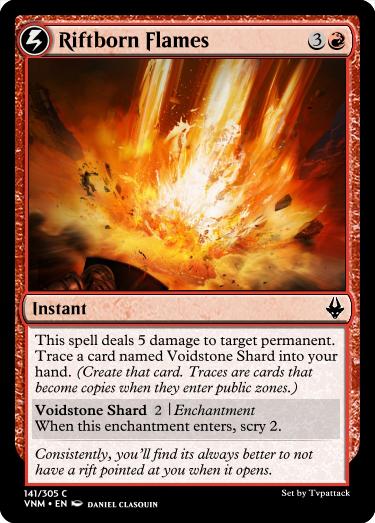 Riftborn Flames 3
Instant
This spell deals 5 damage to target permanent.
Trace a card named Voidstone Shard into your
hand. (Create that card. Traces are cards that
become copies when they enter public zones.)
Voidstone Shard 2 | Enchantment
When this enchantment enters, scry 2.
Consistently, you'll find its always better to not
have a rift pointed at you when it opens.
141/305 C Set by Tvpattack
VNM • EN DANIEL CLASQUIN